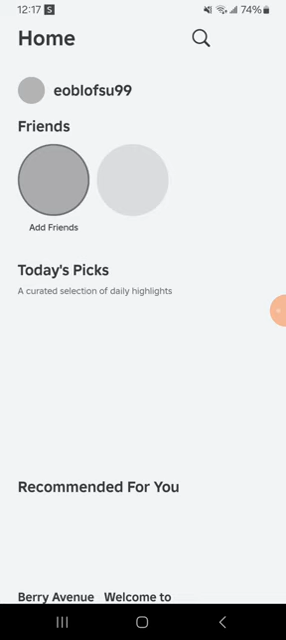 12:17 S 74%
Home
eoblofsu99
Friends
Add Friends
Today's Picks
A curated selection of daily highlights
Recommended For You
Berry Avenue Welcome to